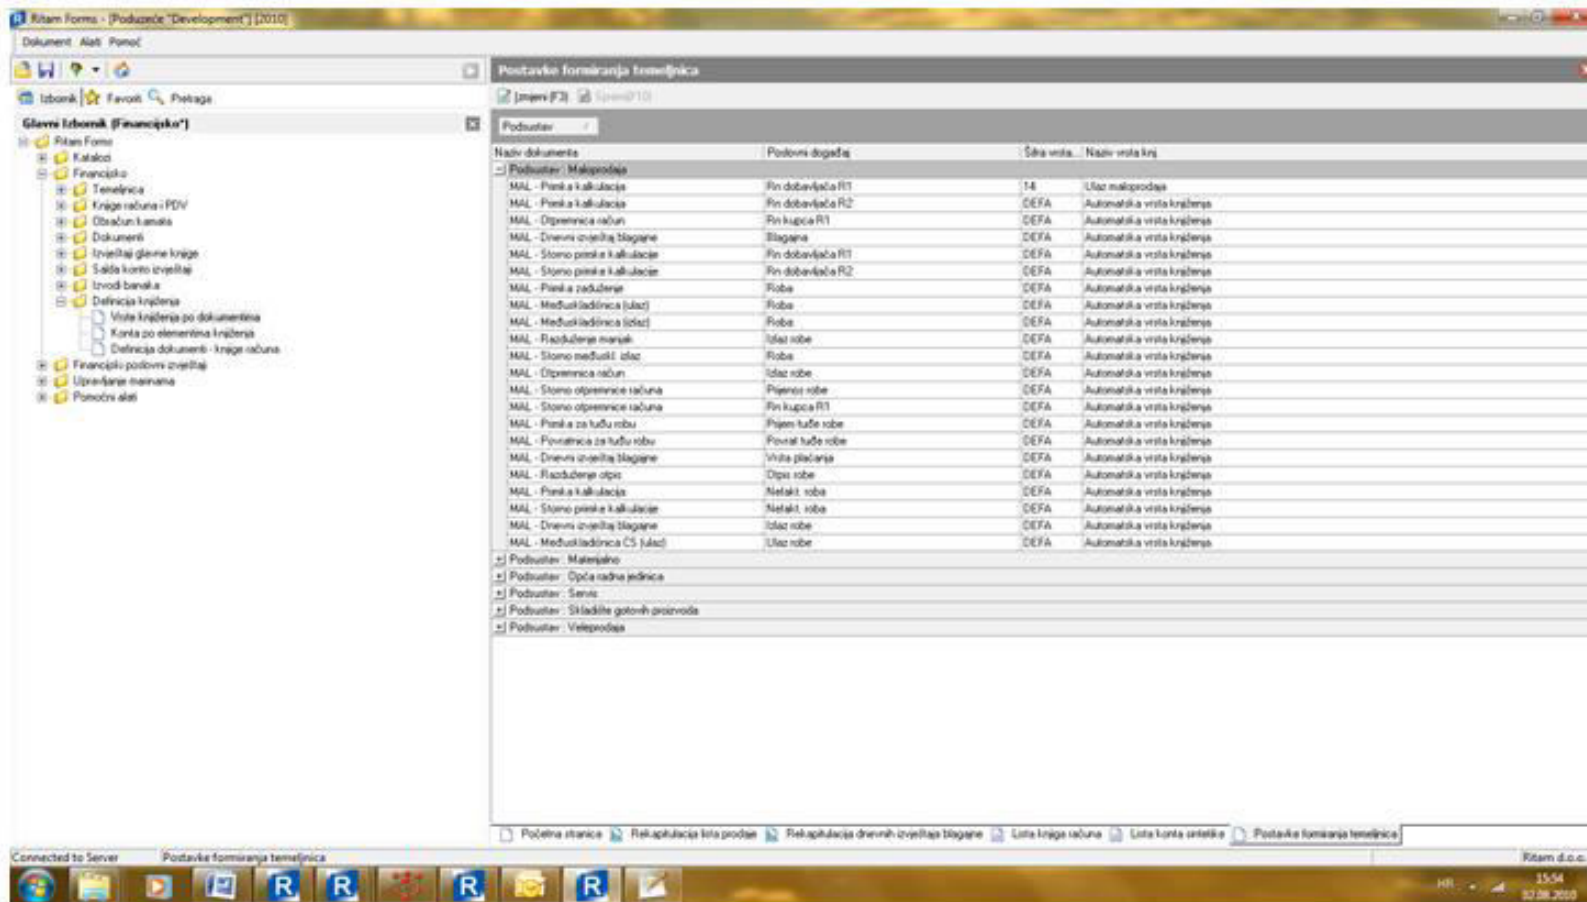 Ritam Forms - [Poduzeće "Development"] [2010]
Dokument Alati Pomoć
Izbornik Favoriti Pretraga
Glavni Izbornik (Financijsko*)
Ritam Forms
Katalozi
Financijsko
Temeljnica
Knjige računa i PDV
Obračun kamata
Dokumenti
Izvještaji glavne knjige
Salda konto izvještaji
Izvodi banaka
Definicija knjiženja
Vrste knjiženja po dokumentima
Konta po elementima knjiženja
Definicija dokumenti - knjige računa
Financijski poslovni izvještaji
Upravljanje marinama
Pomoćni alati
Postavke formiranja temeljnica
Izmjeni (F3)
Podsustav
Naziv dokumenta Poslovni događaj Šifra vrsta... Naziv vrsta knj.
Podsustav : Maloprodaja
MAL - Primka kalkulacija Rn dobavljača R1 14 Ulaz maloprodaja
MAL - Primka kalkulacija Rn dobavljača R2 DEFA Automatska vrsta knjiženja
MAL - Otpremnica račun Rn kupca R1 DEFA Automatska vrsta knjiženja
MAL - Dnevni izvještaj blagajne Blagajna DEFA Automatska vrsta knjiženja
MAL - Storno primke kalkulacije Rn dobavljača R1 DEFA Automatska vrsta knjiženja
MAL - Storno primke kalkulacije Rn dobavljača R2 DEFA Automatska vrsta knjiženja
MAL - Primka zaduženje Roba DEFA Automatska vrsta knjiženja
MAL - Međuskladišnica (ulaz) Roba DEFA Automatska vrsta knjiženja
MAL - Međuskladišnica (izlaz) Roba DEFA Automatska vrsta knjiženja
MAL - Razduženje manjak Izlaz robe DEFA Automatska vrsta knjiženja
MAL - Storno međuskl. izlaz Roba DEFA Automatska vrsta knjiženja
MAL - Otpremnica račun Izlaz robe DEFA Automatska vrsta knjiženja
MAL - Storno otpremnice računa Prijenos robe DEFA Automatska vrsta knjiženja
MAL - Storno otpremnice računa Rn kupca R1 DEFA Automatska vrsta knjiženja
MAL - Primka za tuđu robu Prijem tuđe robe DEFA Automatska vrsta knjiženja
MAL - Povratnica za tuđu robu Povrat tuđe robe DEFA Automatska vrsta knjiženja
MAL - Dnevni izvještaj blagajne Vrsta plaćanja DEFA Automatska vrsta knjiženja
MAL - Razduženje otpis Otpis robe DEFA Automatska vrsta knjiženja
MAL - Primka kalkulacija Nefakt. roba DEFA Automatska vrsta knjiženja
MAL - Storno primke kalkulacije Nefakt. roba DEFA Automatska vrsta knjiženja
MAL - Dnevni izvještaj blagajne Izlaz robe DEFA Automatska vrsta knjiženja
MAL - Međuskladišnica CS (ulaz) Ulaz robe DEFA Automatska vrsta knjiženja
Podsustav : Materijalno
Podsustav : Opća radna jedinica
Podsustav : Servis
Podsustav : Skladište gotovih proizvoda
Podsustav : Veleprodaja
Početna stranica Rekapitulacija lista prodaje Rekapitulacija dnevnih izvještaja blagajne Lista knjiga računa Lista konta sintetike Postavke formiranja temeljnica
Connected to Server Postavke formiranja temeljnica Ritam d.o.o.
HR 15:54
02.08.2010